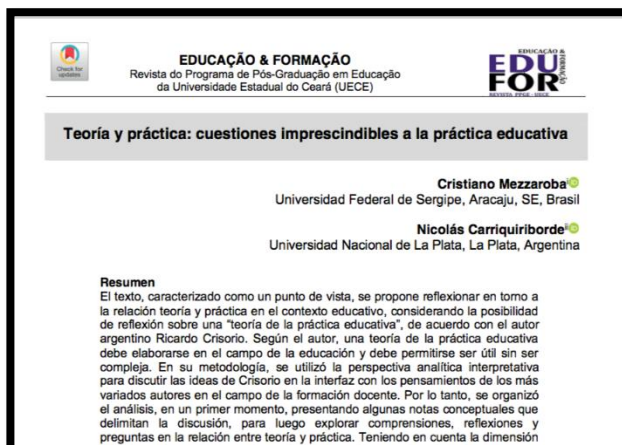 Check for
updates
EDUCAÇÃO & FORMAÇÃO
Revista do Programa de Pós-Graduação em Educação
da Universidade Estadual do Ceará (UECE)
EDUCAÇÃO &
EDU
FOR
FORMAÇÃO
REVISTA PPGE - UECE
Teoría y práctica: cuestiones imprescindibles a la práctica educativa
Cristiano Mezzaroba
Universidad Federal de Sergipe, Aracaju, SE, Brasil
Nicolás Carriquiriborde
Universidad Nacional de La Plata, La Plata, Argentina
Resumen
El texto, caracterizado como un punto de vista, se propone reflexionar en torno a
la relación teoría y práctica en el contexto educativo, considerando la posibilidad
de reflexión sobre una “teoría de la práctica educativa”, de acuerdo con el autor
argentino Ricardo Crisorio. Según el autor, una teoría de la práctica educativa
debe elaborarse en el campo de la educación y debe permitirse ser útil sin ser
compleja. En su metodología, se utilizó la perspectiva analítica interpretativa
para discutir las ideas de Crisorio en la interfaz con los pensamientos de los más
variados autores en el campo de la formación docente. Por lo tanto, se organizó
el análisis, en un primer momento, presentando algunas notas conceptuales que
delimitan la discusión, para luego explorar comprensiones, reflexiones y
preguntas en la relación entre teoría y práctica. Teniendo en cuenta la dimensión